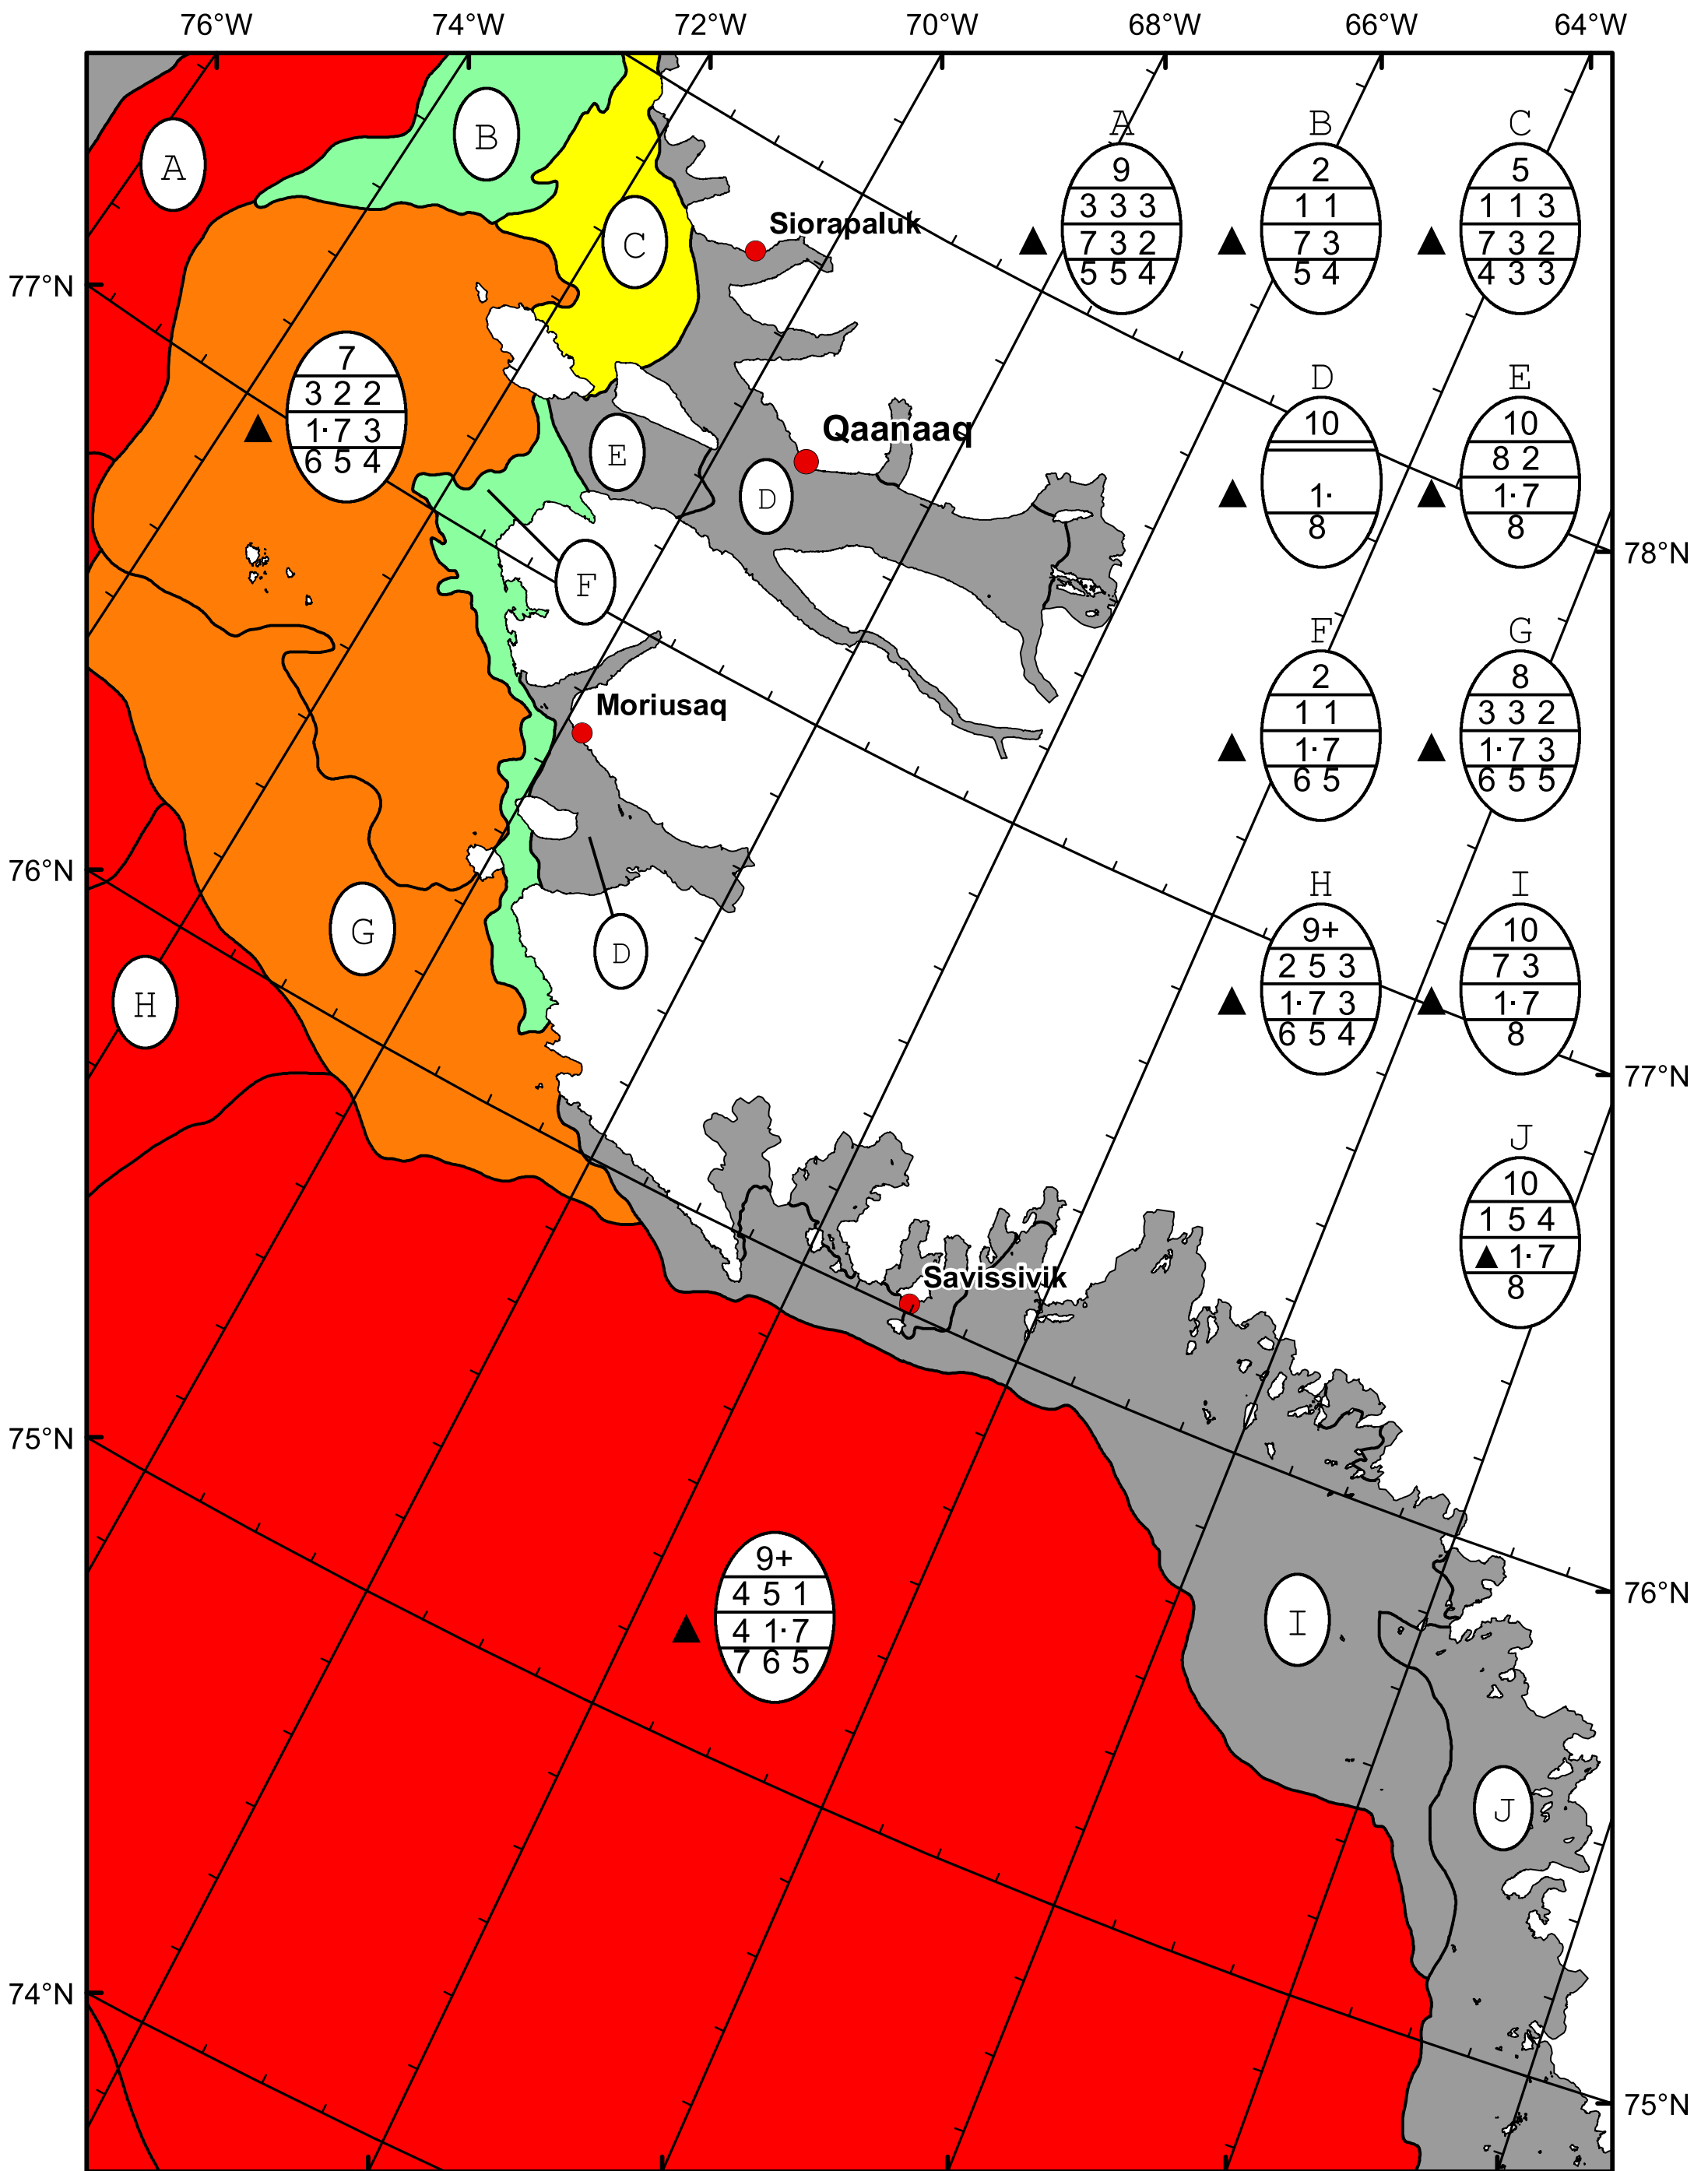 76°W 74°W 72°W 70°W 68°W 66°W 64°W
A B C
A
9
3 3 3
7 3 2
5 5 4
B
2
1 1
7 3
5 4
C
5
1 1 3
7 3 2
4 3 3
Siorapaluk
77°N
7
3 2 2
1· 7 3
6 5 4
Qaanaaq
E
D
D
10
1·
8
E
10
8 2
1· 7
8
78°N
F
Moriusaq
F
2
1 1
1· 7
6 5
G
8
3 3 2
1· 7 3
6 5 5
76°N
G
D
H
H
9+
2 5 3
1· 7 3
6 5 4
I
10
7 3
1· 7
8
77°N
J
10
1 5 4
▲ 1· 7
8
Savissivik
75°N
9+
4 5 1
4 1· 7
7 6 5
I
76°N
J
74°N
75°N